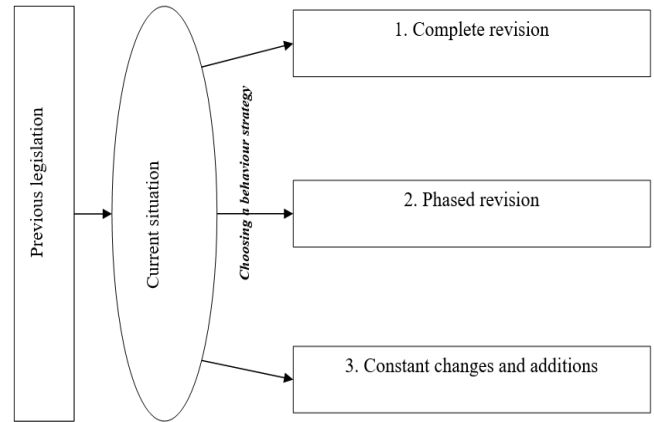 Previous legislation
Current situation
Choosing a behaviour strategy
1. Complete revision
2. Phased revision
3. Constant changes and additions